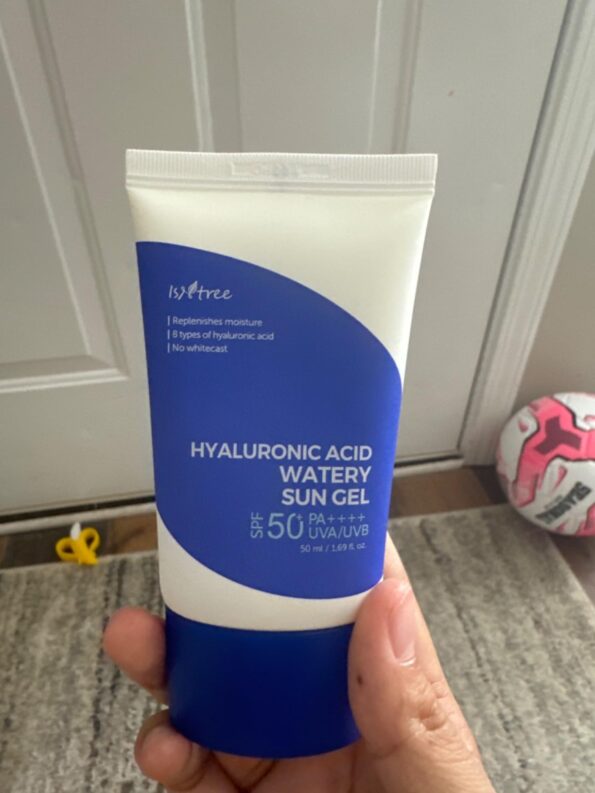 Isntree
Replenishes moisture
8 types of hyaluronic acid
No whitecast
HYALURONIC ACID
WATERY
SUN GEL
SPF 50+ PA++++
UVA/UVB
50 ml / 1.69 fl. oz.